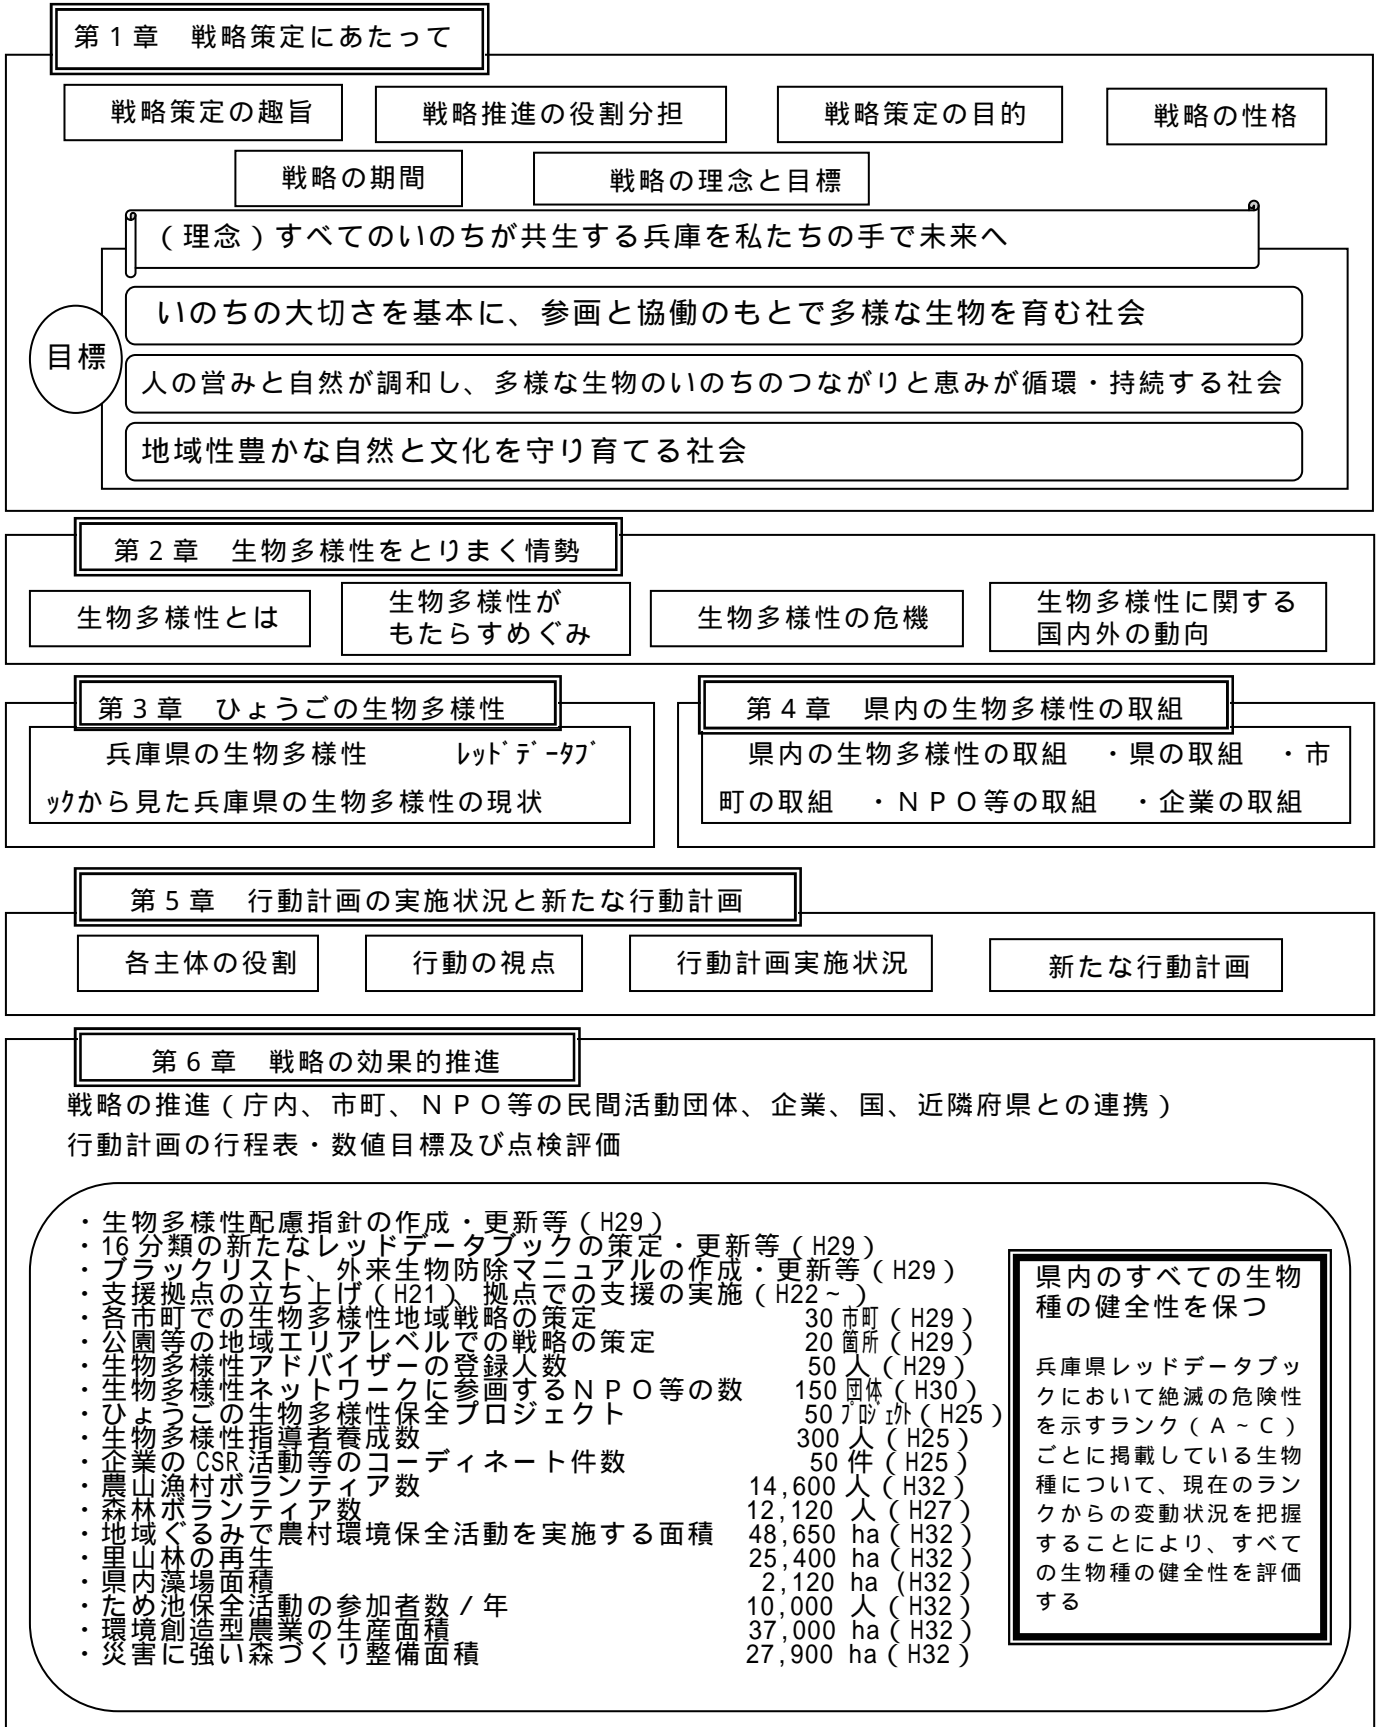 第１章　戦略策定にあたって
戦略策定の趣旨
戦略推進の役割分担
戦略策定の目的
戦略の性格
戦略の期間
戦略の理念と目標
（理念）すべてのいのちが共生する兵庫を私たちの手で未来へ
目標
いのちの大切さを基本に、参画と協働のもとで多様な生物を育む社会
人の営みと自然が調和し、多様な生物のいのちのつながりと恵みが循環・持続する社会
地域性豊かな自然と文化を守り育てる社会
第２章　生物多様性をとりまく情勢
生物多様性とは
生物多様性が
もたらすめぐみ
生物多様性の危機
生物多様性に関する
国内外の動向
第３章　ひょうごの生物多様性
兵庫県の生物多様性　　　ﾚｯﾄﾞﾃﾞｰﾀﾌﾞ
ｯｸから見た兵庫県の生物多様性の現状
第４章　県内の生物多様性の取組
県内の生物多様性の取組　・県の取組　・市
町の取組　・ＮＰＯ等の取組　・企業の取組
第５章　行動計画の実施状況と新たな行動計画
各主体の役割
行動の視点
行動計画実施状況
新たな行動計画
第６章　戦略の効果的推進
戦略の推進（庁内、市町、ＮＰＯ等の民間活動団体、企業、国、近隣府県との連携）
行動計画の行程表・数値目標及び点検評価
・生物多様性配慮指針の作成・更新等（H29）
・16分類の新たなレッドデータブックの策定・更新等（H29）
・ブラックリスト、外来生物防除マニュアルの作成・更新等（H29）
・支援拠点の立ち上げ（H21）、拠点での支援の実施（H22～）
・各市町での生物多様性地域戦略の策定　30市町（H29）
・公園等の地域エリアレベルでの戦略の策定　20箇所（H29）
・生物多様性アドバイザーの登録人数　50人（H29）
・生物多様性ネットワークに参画するＮＰＯ等の数　150団体（H30）
・ひょうごの生物多様性保全プロジェクト　50ﾌﾟﾛｼﾞｪｸﾄ（H25）
・生物多様性指導者養成数　300人（H25）
・企業のCSR活動等のコーディネート件数　50件（H25）
・農山漁村ボランティア数　14,600人（H32）
・森林ボランティア数　12,120 人（H27）
・地域ぐるみで農村環境保全活動を実施する面積　48,650 ha（H32）
・里山林の再生　25,400 ha（H32）
・県内藻場面積　2,120 ha (H32）
・ため池保全活動の参加者数／年　10,000 人（H32）
・環境創造型農業の生産面積　37,000 ha（H32）
・災害に強い森づくり整備面積　27,900 ha（H32）
県内のすべての生物
種の健全性を保つ
兵庫県レッドデータブッ
クにおいて絶滅の危険性
を示すランク（Ａ～Ｃ）
ごとに掲載している生物
種について、現在のラン
クからの変動状況を把握
することにより、すべて
の生物種の健全性を評価
する